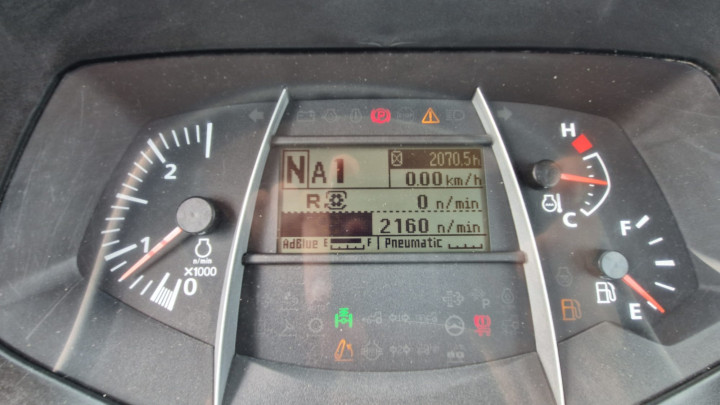 2
1
0
n/min
×1000
N A 1
2070.5h
0.00 km/h
R
0 n/min
2160 n/min
AdBlue E F
Pneumatic
H
C
F
E
P